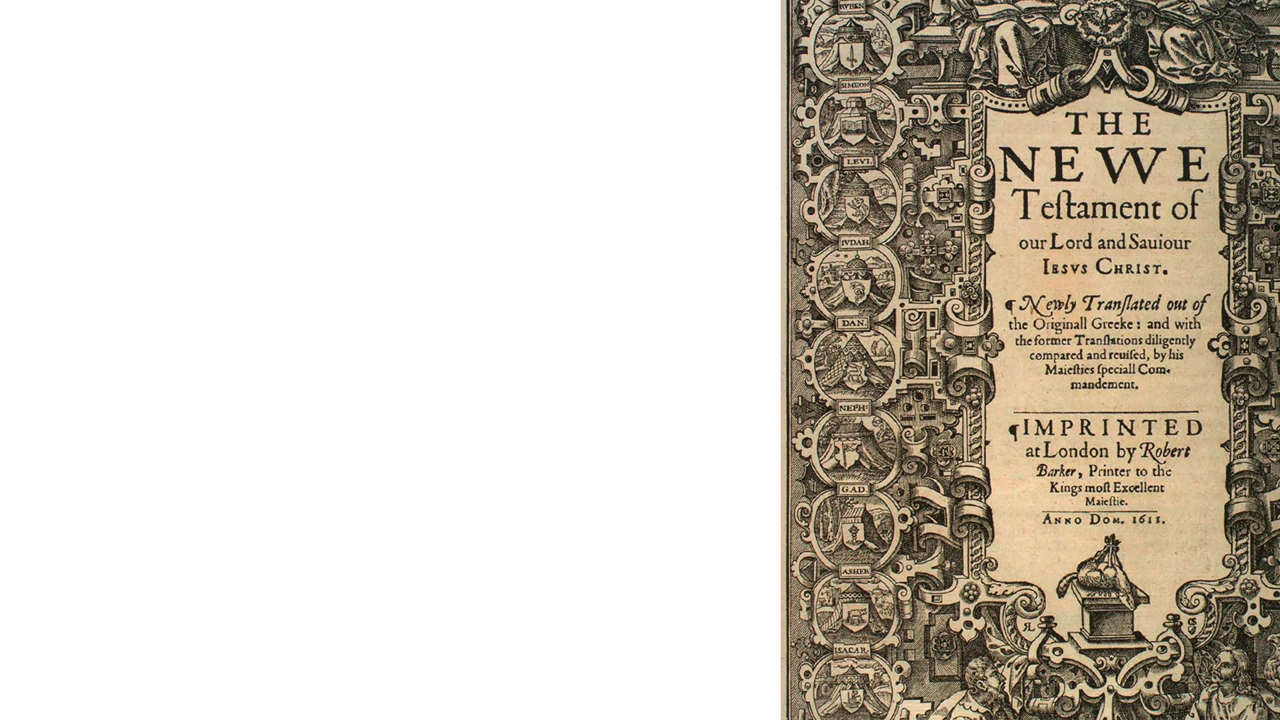 RVBEN
SIMEON
LEVI.
IVDAH
DAN.
NEPH:
GAD.
ASHER
ISACAR.
THE
NEWE
Teſtament of
our Lord and Sauiour
IESVS CHRIST.
¶ Newly Tranſlated out of
the Originall Greeke: and with
the former Tranſlations diligently
compared and reuiſed, by his
Maieſties ſpeciall Com-
mandement.
¶IMPRINTED
at London by Robert
Barker, Printer to the
Kings moſt Excellent
Maieſtie.
ANNO DOM. 1611.
RL